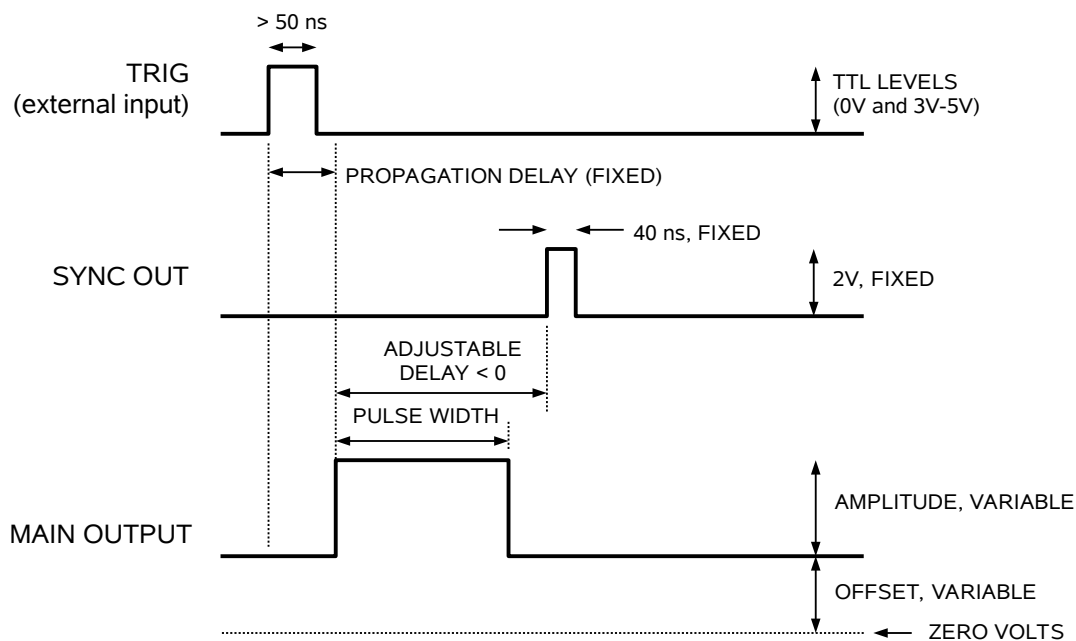 > 50 ns
TRIG
(external input)
TTL LEVELS
(0V and 3V-5V)
PROPAGATION DELAY (FIXED)
40 ns, FIXED
SYNC OUT
2V, FIXED
ADJUSTABLE
DELAY < 0
PULSE WIDTH
AMPLITUDE, VARIABLE
MAIN OUTPUT
OFFSET, VARIABLE
ZERO VOLTS